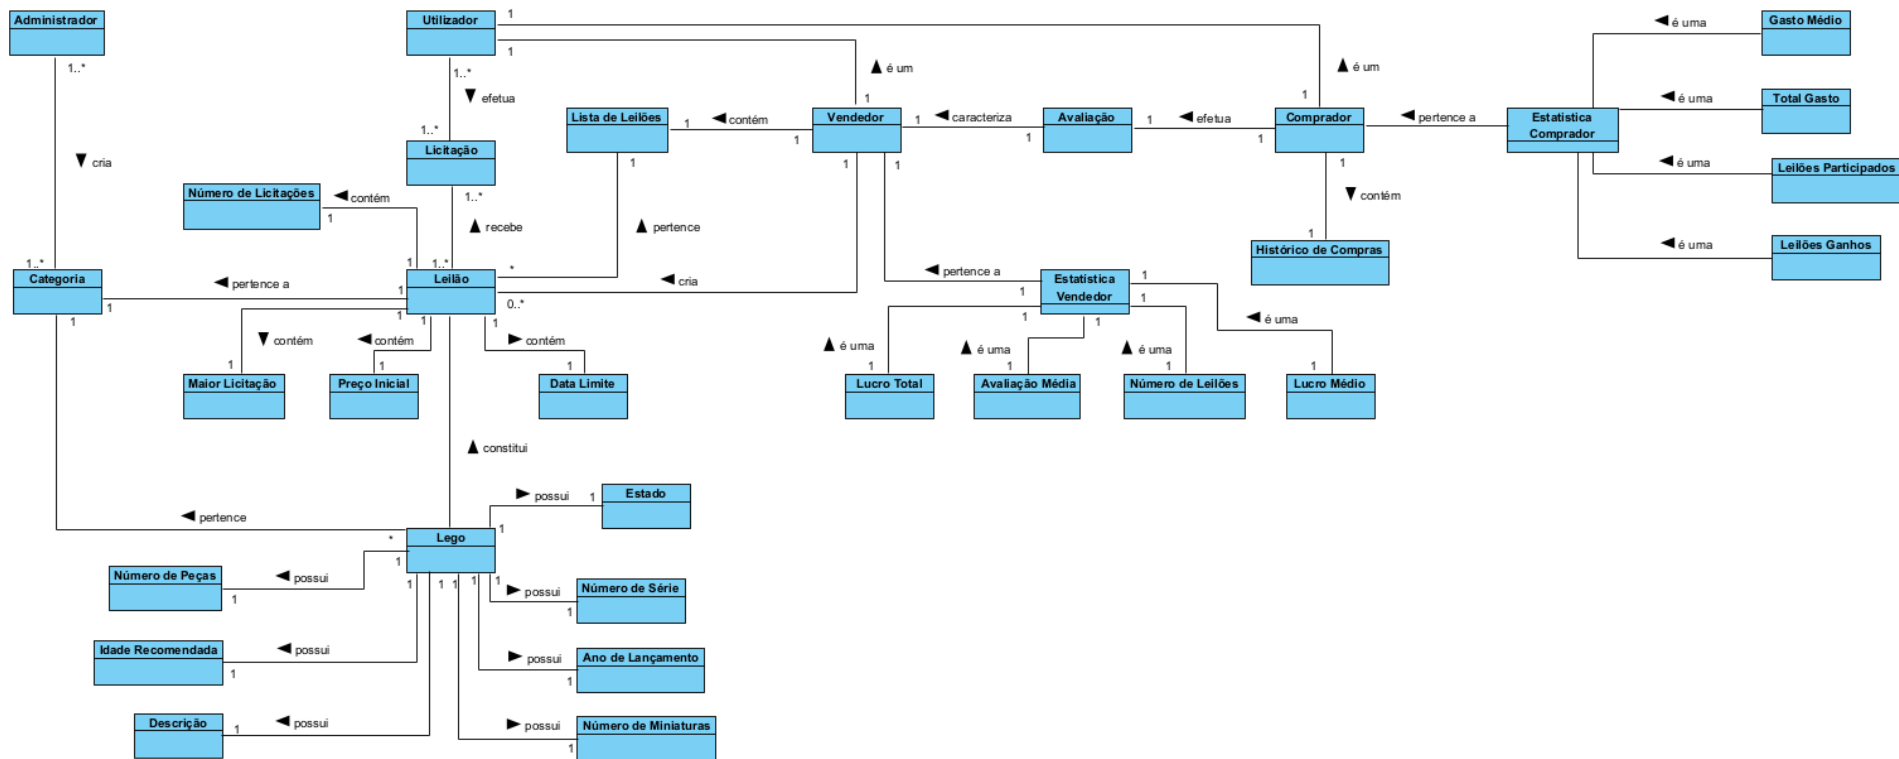 Administrador
Utilizador
1
Gasto Médio
é uma
1
1..*
1..*
é um
é um
efetua
1
1
Total Gasto
é uma
Lista de Leilões
contém
1
1
Vendedor
1
caracteriza
Avaliação
1
efetua
Comprador
pertence a
Estatistica
Comprador
1..*
1
1
1
1
1
1
Licitação
cria
é uma
Leilões Participados
Número de Licitações
contém
1
1..*
contém
recebe
pertence
1
Histórico de Compras
é uma
Leilões Ganhos
1..*
1
1..*
*
Categoria
pertence a
1
Leilão
cria
pertence a
1
Estatística
Vendedor
1
1
1
1
1
1
1
0..*
1
1
contém
contém
contém
é uma
é uma
é uma
é uma
1
1
1
1
1
1
1
Maior Licitação
Preço Inicial
Data Limite
Lucro Total
Avaliação Média
Número de Leilões
Lucro Médio
constitui
possui
1
Estado
pertence
*
Lego
1
1
Número de Peças
possui
1
1
1
1
1
1
1
possui
Número de Série
1
Idade Recomendada
possui
1
possui
Ano de Lançamento
1
Descrição
possui
1
possui
Número de Miniaturas
1